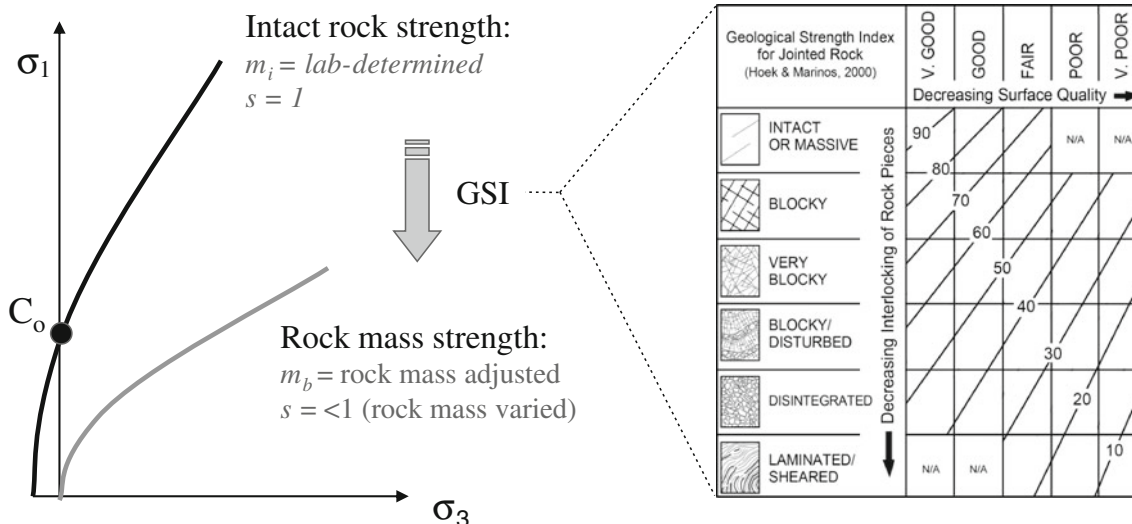 σ1
Intact rock strength:
mi = lab-determined
s = 1
GSI
Co
Rock mass strength:
mb = rock mass adjusted
s = <1 (rock mass varied)
σ3
Geological Strength Index
for Jointed Rock
(Hoek & Marinos, 2000)
V. GOOD
GOOD
FAIR
POOR
V. POOR
Decreasing Surface Quality
Decreasing Interlocking of Rock Pieces
INTACT
OR MASSIVE
BLOCKY
VERY
BLOCKY
BLOCKY/
DISTURBED
DISINTEGRATED
LAMINATED/
SHEARED
90
N/A
N/A
80
70
60
50
40
30
20
10
N/A
N/A